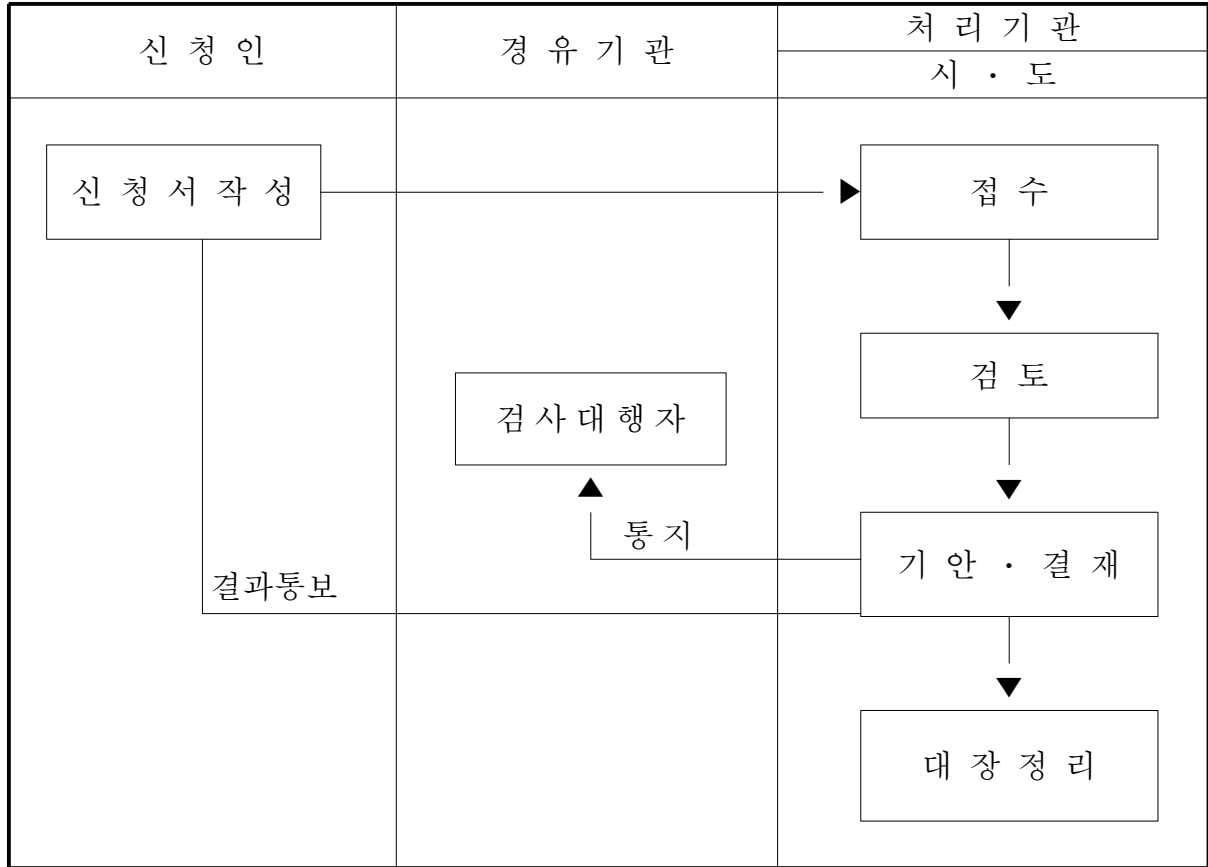 신 청 인
경 유 기 관
처 리 기 관
시 · 도
신 청 서 작 성
접 수
검 토
검 사 대 행 자
통 지
기 안 · 결 재
결과통보
대 장 정 리